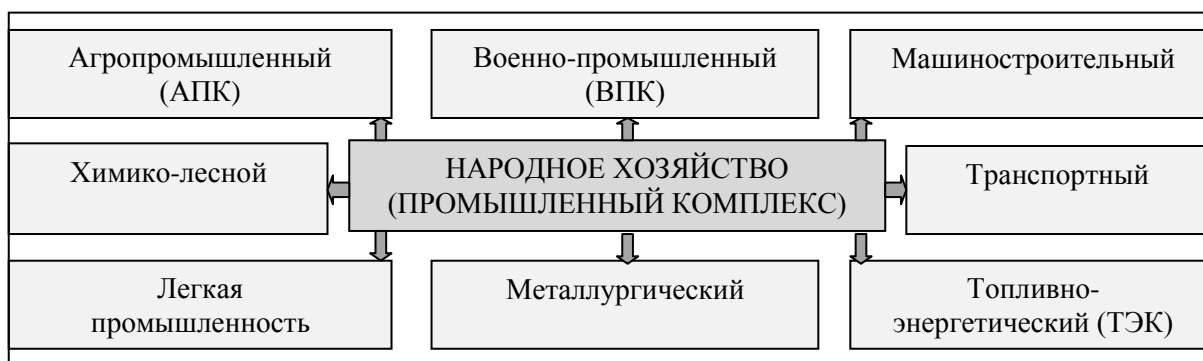 Агропромышленный
(АПК)
Военно-промышленный
(ВПК)
Машиностроительный
Химико-лесной
НАРОДНОЕ ХОЗЯЙСТВО
(ПРОМЫШЛЕННЫЙ КОМПЛЕКС)
Транспортный
Легкая
промышленность
Металлургический
Топливно-
энергетический (ТЭК)